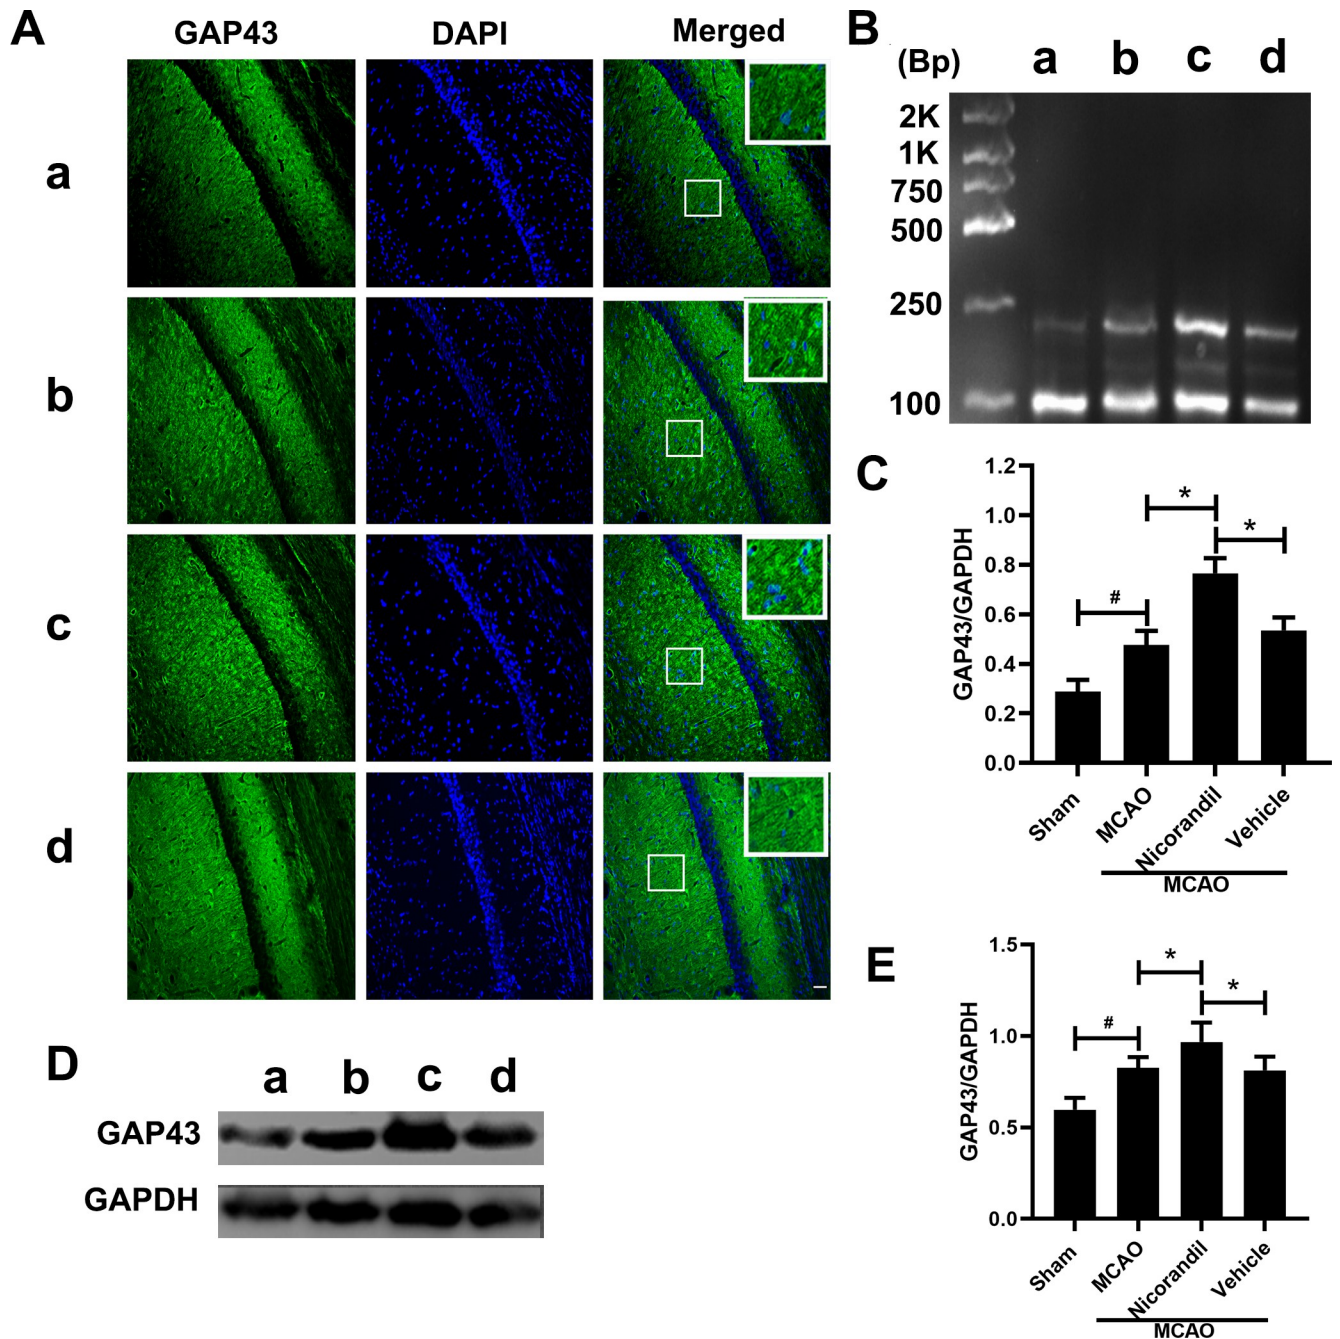 A
GAP43 DAPI Merged
a
b
c
d
B
(Bp) a b c d
2K
1K
750
500
250
100
C
GAP43/GAPDH
1.2
1.0
0.8
0.6
0.4
0.2
0.0
# * *
Sham MCAO Nicorandil Vehicle
MCAO
D
a b c d
GAP43
GAPDH
E
GAP43/GAPDH
1.5
1.0
0.5
0.0
# * *
Sham MCAO Nicorandil Vehicle
MCAO